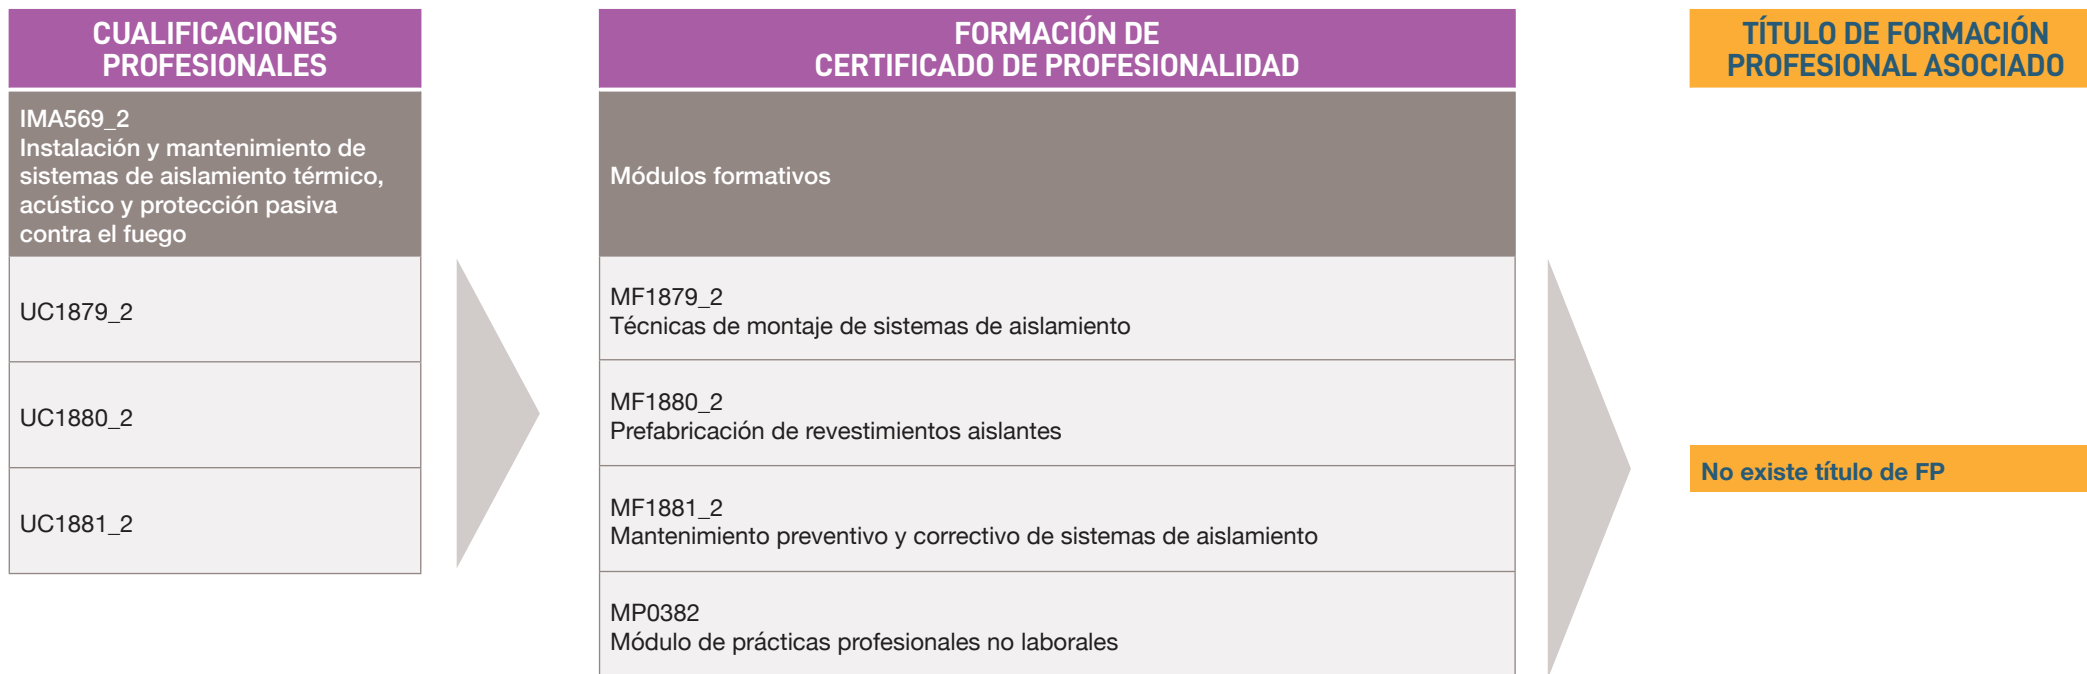 CUALIFICACIONES
PROFESIONALES
IMA569_2
Instalación y mantenimiento de
sistemas de aislamiento térmico,
acústico y protección pasiva
contra el fuego
UC1879_2
UC1880_2
UC1881_2
FORMACIÓN DE
CERTIFICADO DE PROFESIONALIDAD
Módulos formativos
MF1879_2
Técnicas de montaje de sistemas de aislamiento
MF1880_2
Prefabricación de revestimientos aislantes
MF1881_2
Mantenimiento preventivo y correctivo de sistemas de aislamiento
MP0382
Módulo de prácticas profesionales no laborales
TÍTULO DE FORMACIÓN
PROFESIONAL ASOCIADO
No existe título de FP